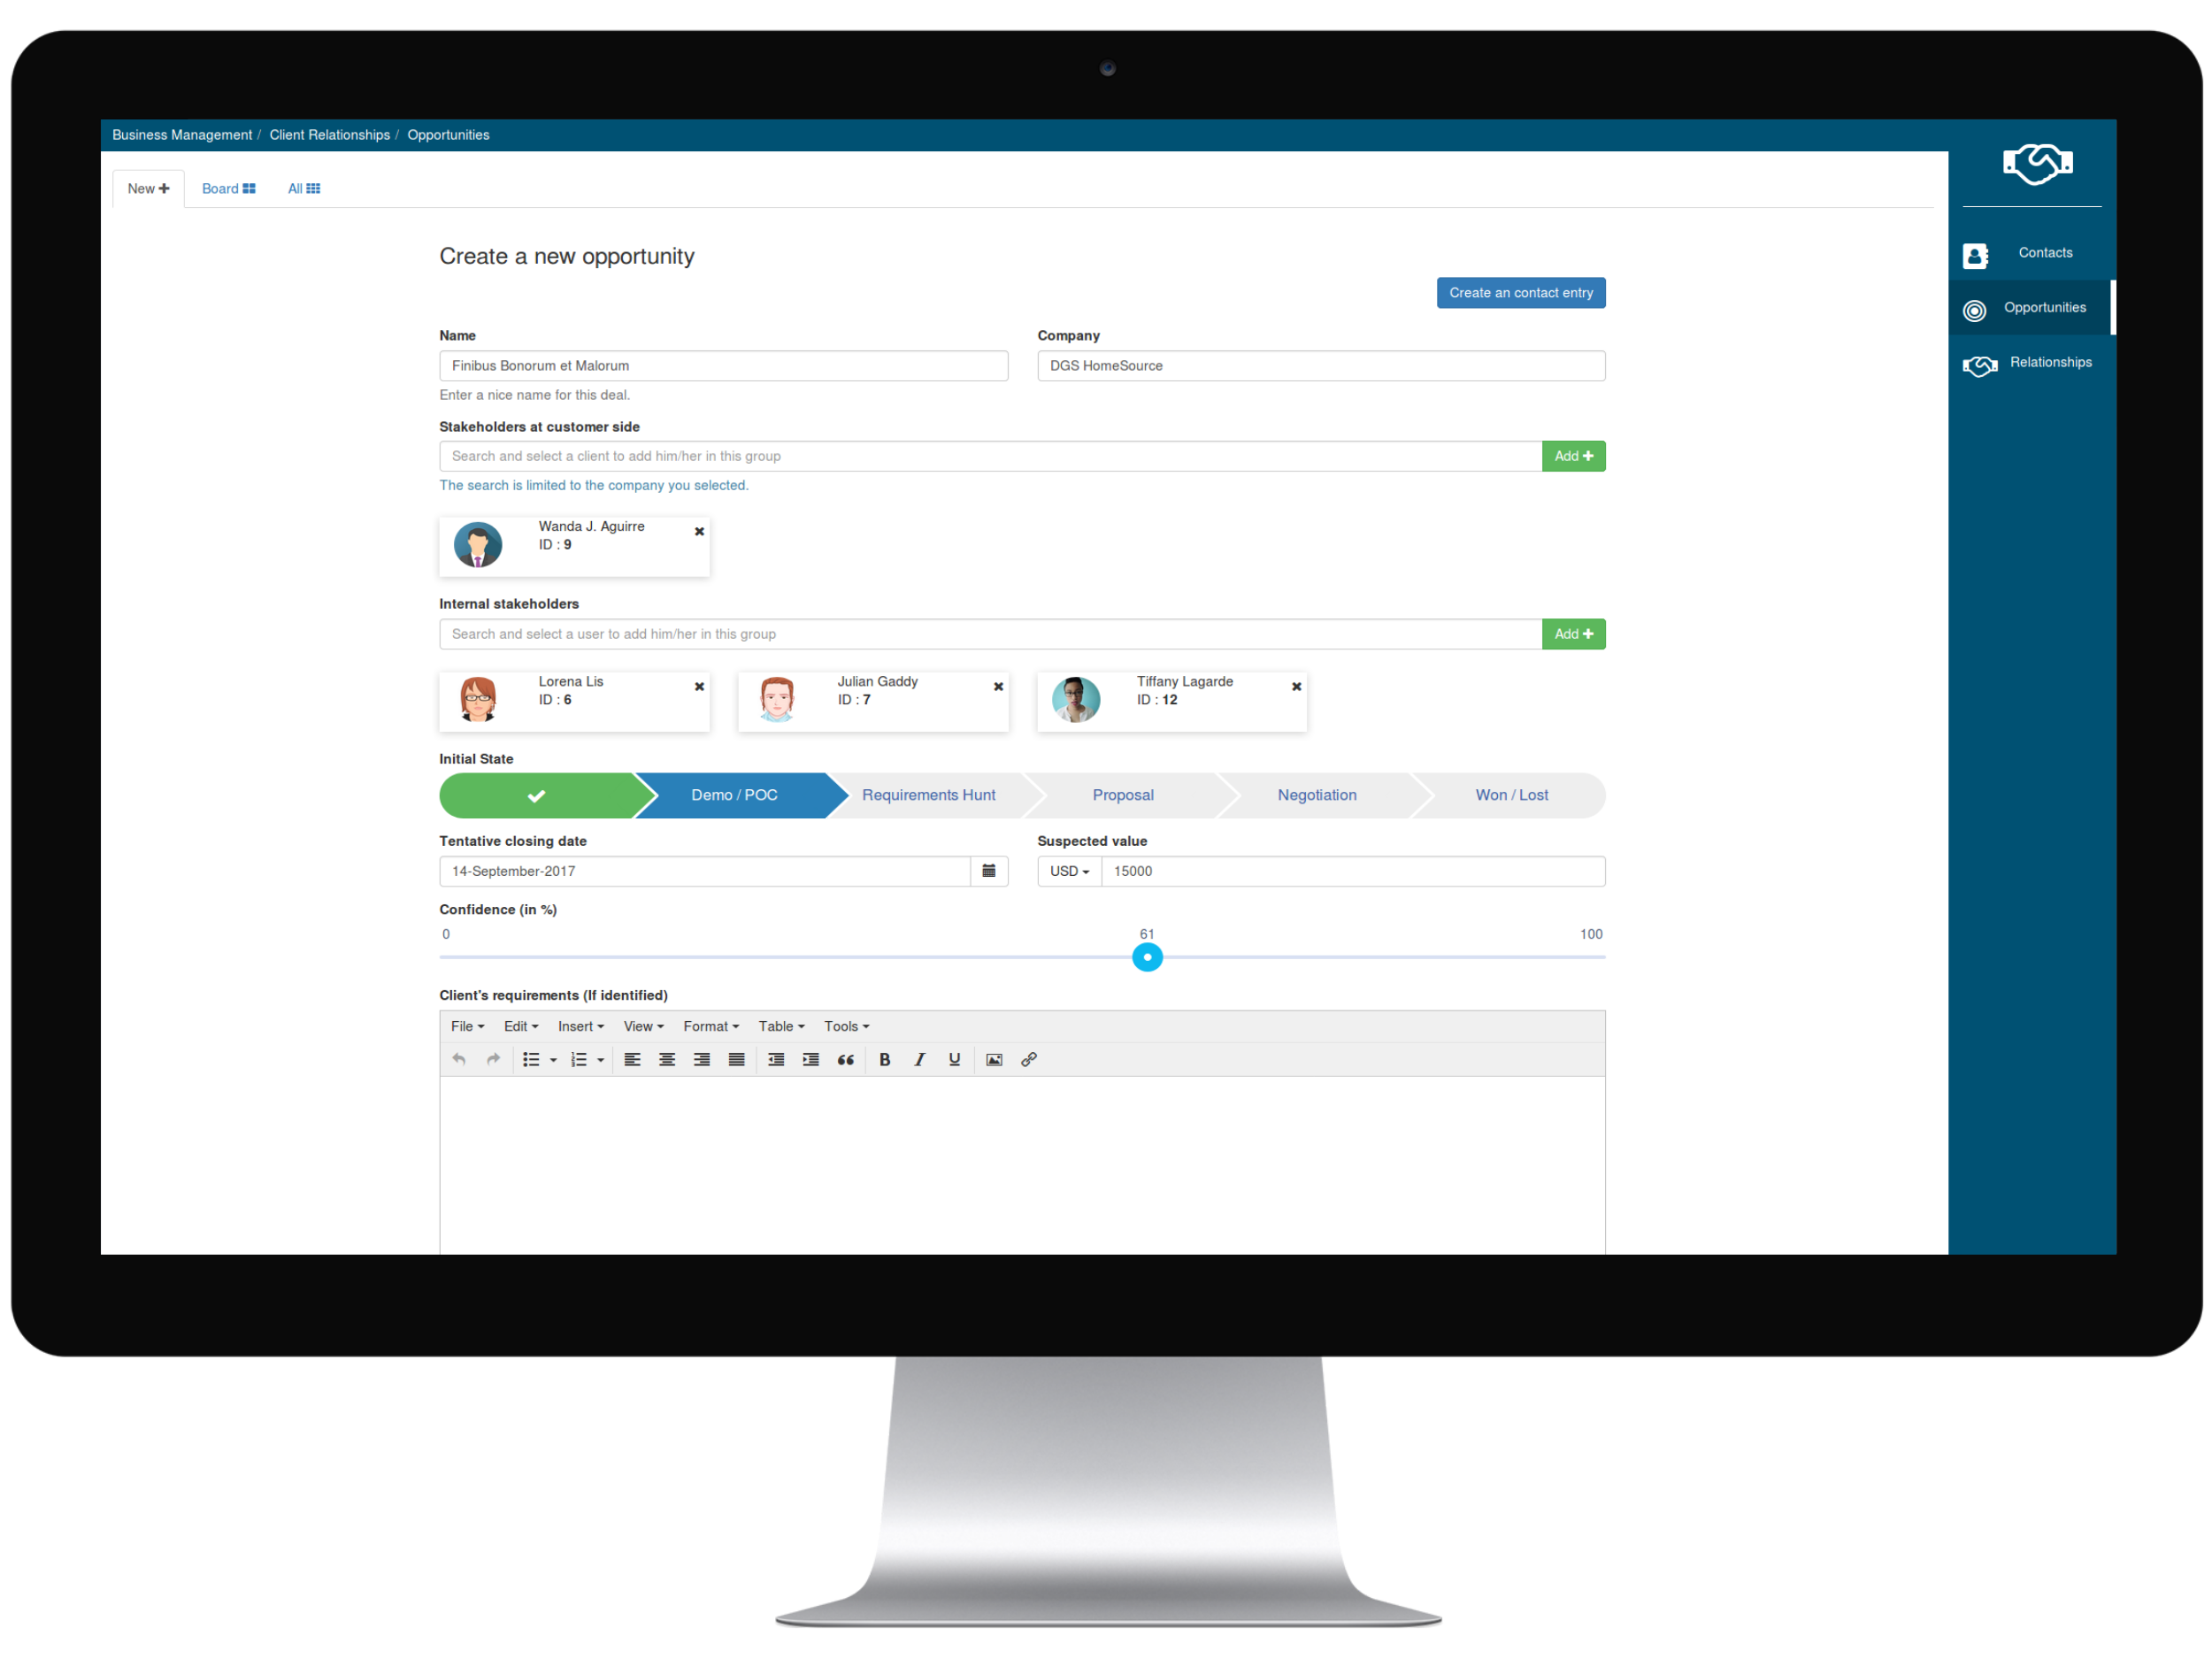 Business Management / Client Relationships / Opportunities
New Board All
Create a new opportunity
Create an contact entry
Name Company
Finibus Bonorum et Malorum DGS HomeSource
Enter a nice name for this deal.
Stakeholders at customer side
Search and select a client to add him/her in this group Add
The search is limited to the company you selected.
Wanda J. Aguirre
ID : 9
Internal stakeholders
Search and select a user to add him/her in this group Add
Lorena Lis Julian Gaddy Tiffany Lagarde
ID : 6 ID : 7 ID : 12
Initial State
Demo / POC Requirements Hunt Proposal Negotiation Won / Lost
Tentative closing date Suspected value
14-September-2017 USD 15000
Confidence (in %)
0 61 100
Client's requirements (If identified)
File Edit Insert View Format Table Tools
B I U
Contacts
Opportunities
Relationships